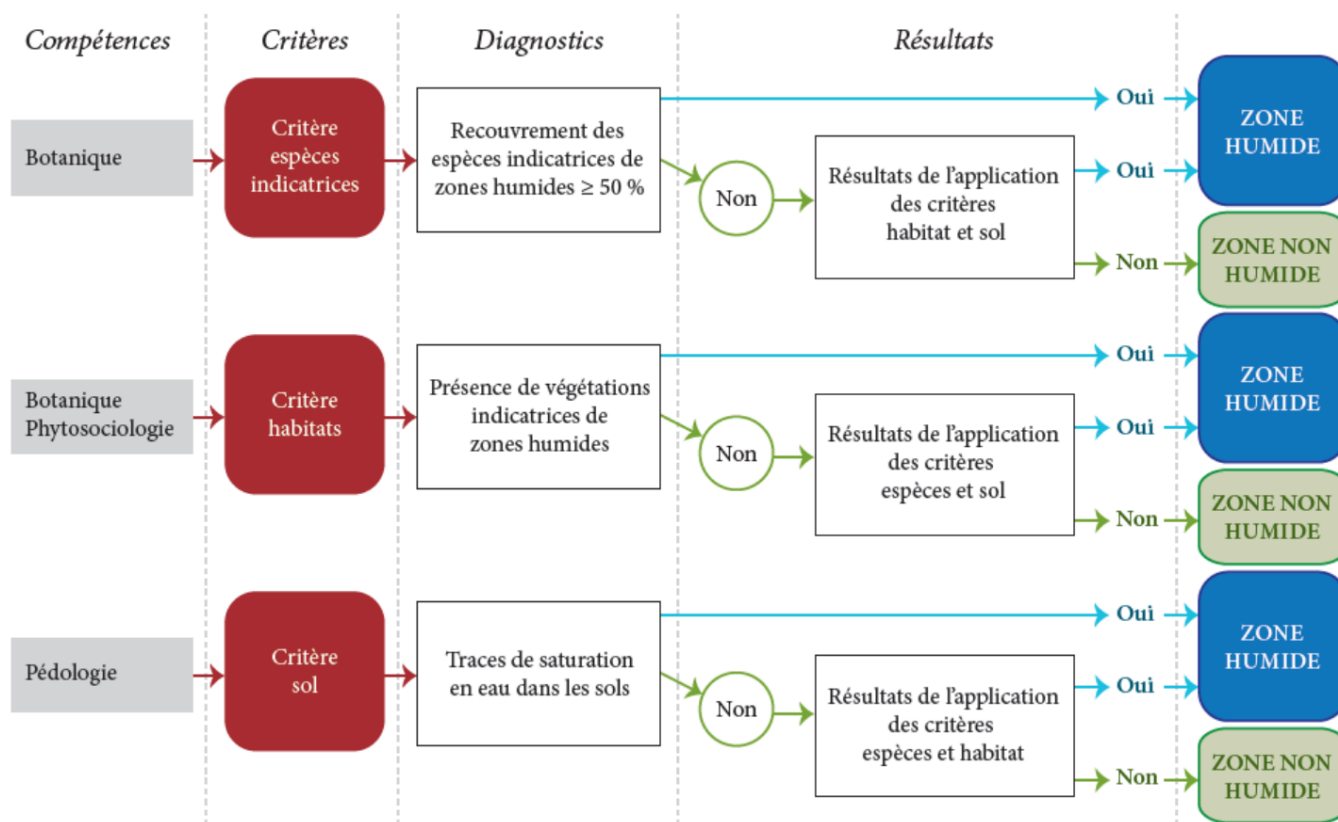 Compétences
Critères
Diagnostics
Résultats
Botanique
Critère
espèces
indicatrices
Recouvrement des
espèces indicatrices de
zones humides ≥ 50 %
Non
Résultats de l’application
des critères
habitat et sol
Oui
Oui
Non
ZONE
HUMIDE
ZONE NON
HUMIDE
Botanique
Phytosociologie
Critère
habitats
Présence de végétations
indicatrices de
zones humides
Non
Résultats de l’application
des critères
espèces et sol
Oui
Oui
Non
ZONE
HUMIDE
ZONE NON
HUMIDE
Pédologie
Critère
sol
Traces de saturation
en eau dans les sols
Non
Résultats de l’application
des critères
espèces et habitat
Oui
Oui
Non
ZONE
HUMIDE
ZONE NON
HUMIDE